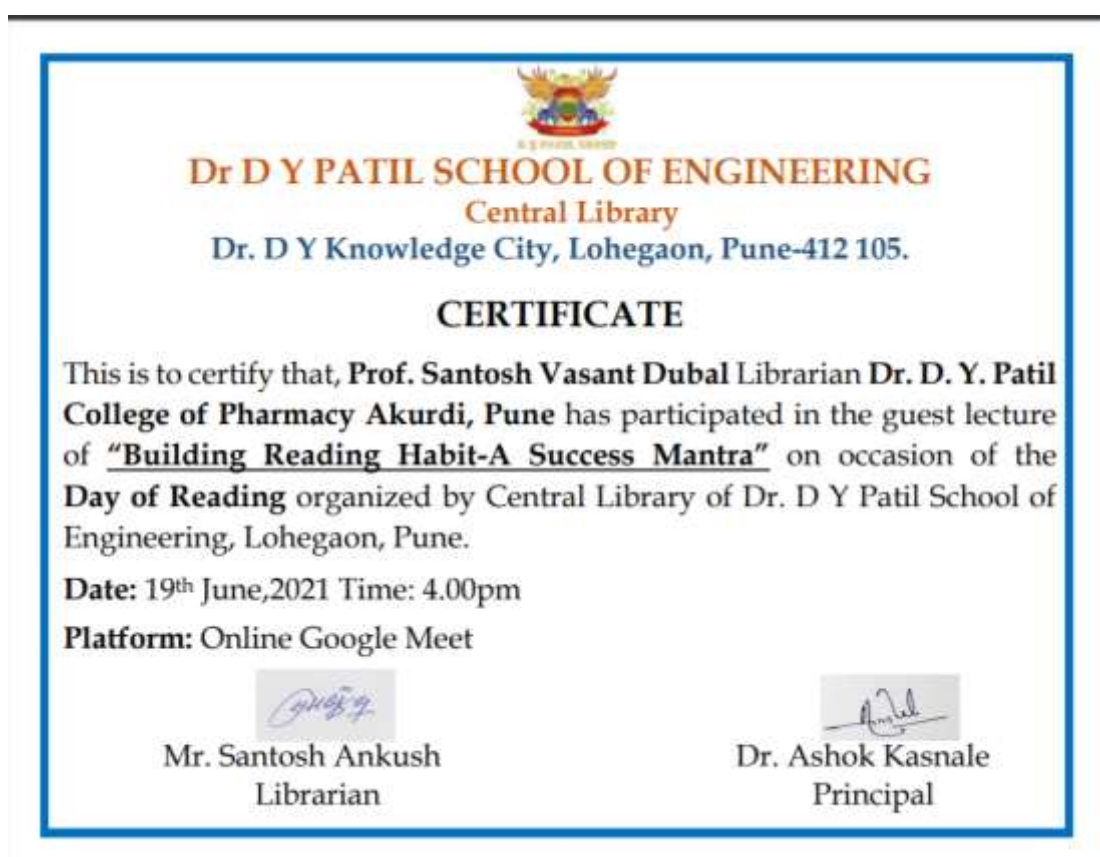 Dr D Y PATIL SCHOOL OF ENGINEERING
Central Library
Dr. D Y Knowledge City, Lohegaon, Pune-412 105.
CERTIFICATE
This is to certify that, Prof. Santosh Vasant Dubal Librarian Dr. D. Y. Patil
College of Pharmacy Akurdi, Pune has participated in the guest lecture
of “Building Reading Habit-A Success Mantra” on occasion of the
Day of Reading organized by Central Library of Dr. D Y Patil School of
Engineering, Lohegaon, Pune.
Date: 19th June,2021 Time: 4.00pm
Platform: Online Google Meet
Mr. Santosh Ankush
Librarian
Dr. Ashok Kasnale
Principal